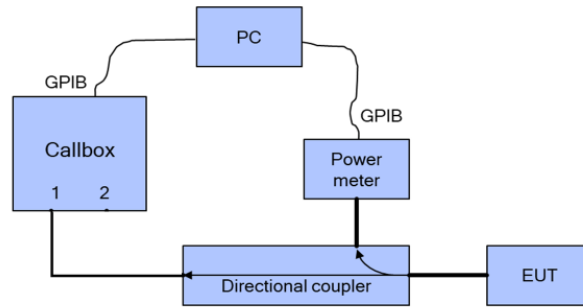 PC
GPIB
GPIB
Callbox
1 2
Power
meter
Directional coupler
EUT